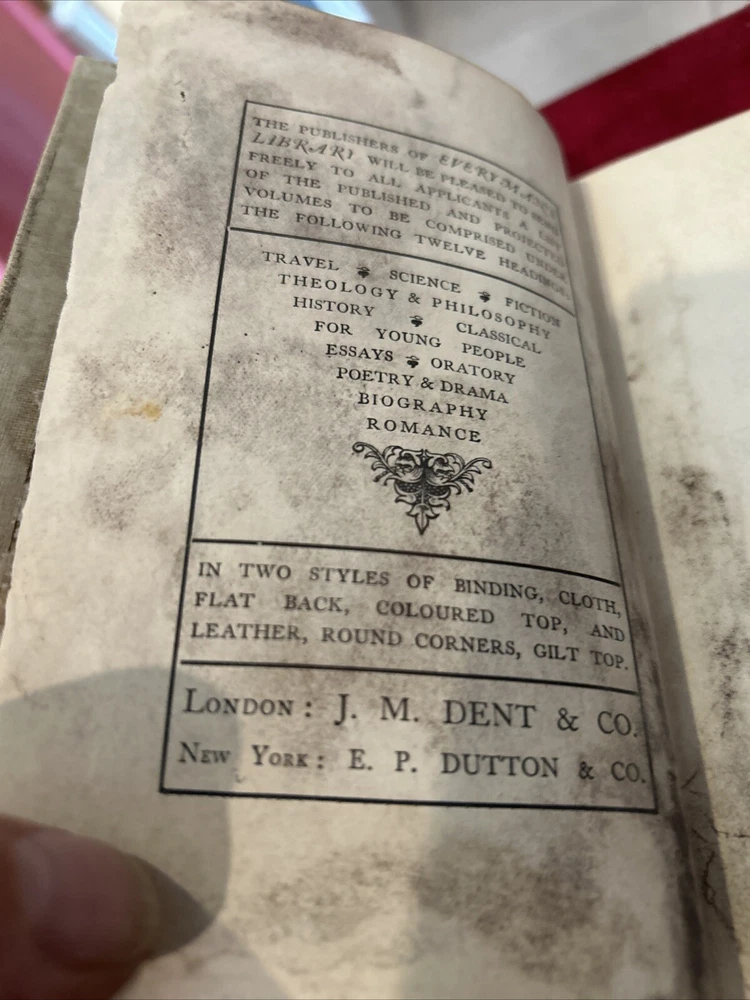 THE PUBLISHERS OF EVERYMAN'S
LIBRARY WILL BE PLEASED TO SEND
FREELY TO ALL APPLICANTS A LIST
OF THE PUBLISHED AND PROJECTED
VOLUMES TO BE COMPRISED UNDER
THE FOLLOWING TWELVE HEADINGS:
TRAVEL SCIENCE FICTION
THEOLOGY & PHILOSOPHY
HISTORY CLASSICAL
FOR YOUNG PEOPLE
ESSAYS ORATORY
POETRY & DRAMA
BIOGRAPHY
ROMANCE
IN TWO STYLES OF BINDING, CLOTH,
FLAT BACK, COLOURED TOP, AND
LEATHER, ROUND CORNERS, GILT TOP.
LONDON: J. M. DENT & CO.
NEW YORK: E. P. DUTTON & CO.